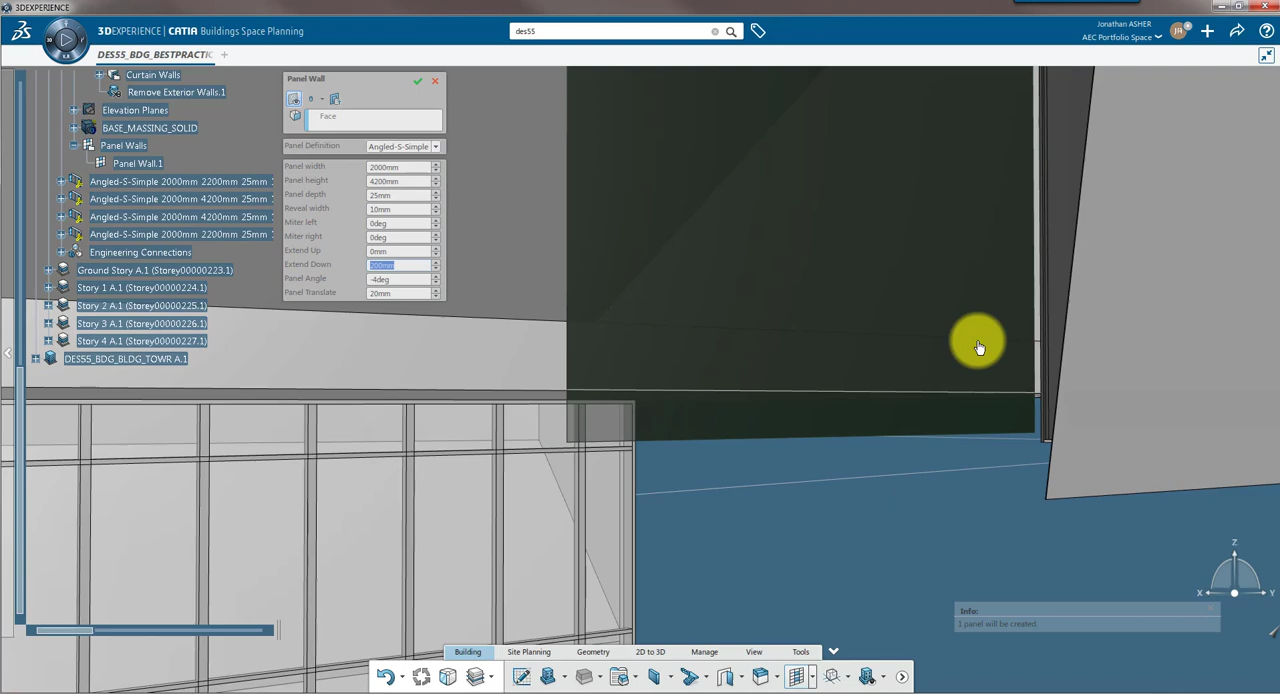 3DEXPERIENCE
3DEXPERIENCE | CATIA Buildings Space Planning
des55
Jonathan ASHER
AEC Portfolio Space
DES55_BDG_BESTPRACTIC
Curtain Walls
Remove Exterior Walls.1
Elevation Planes
BASE_MASSING_SOLID
Panel Walls
Panel Wall.1
Angled-S-Simple 2000mm 2200mm 25mm 1
Angled-S-Simple 2000mm 4200mm 25mm 1
Angled-S-Simple 2000mm 4200mm 25mm 1
Angled-S-Simple 2000mm 2200mm 25mm 1
Engineering Connections
Ground Story A.1 (Storey00000223.1)
Story 1 A.1 (Storey00000224.1)
Story 2 A.1 (Storey00000225.1)
Story 3 A.1 (Storey00000226.1)
Story 4 A.1 (Storey00000227.1)
DES55_BDG_BLDG_TOWR A.1
Panel Wall
Face
Panel Definition Angled-S-Simple
Panel width 2000mm
Panel height 4200mm
Panel depth 25mm
Reveal width 10mm
Miter left 0deg
Miter right 0deg
Extend Up 0mm
Extend Down 200mm
Panel Angle -4deg
Panel Translate 20mm
Z
X Y
Info:
1 panel will be created
Building Site Planning Geometry 2D to 3D Manage View Tools